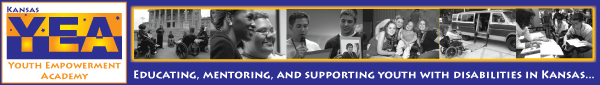 KANSAS
YEA
YOUTH EMPOWERMENT
ACADEMY
EDUCATING, MENTORING, AND SUPPORTING YOUTH WITH DISABILITIES IN KANSAS...